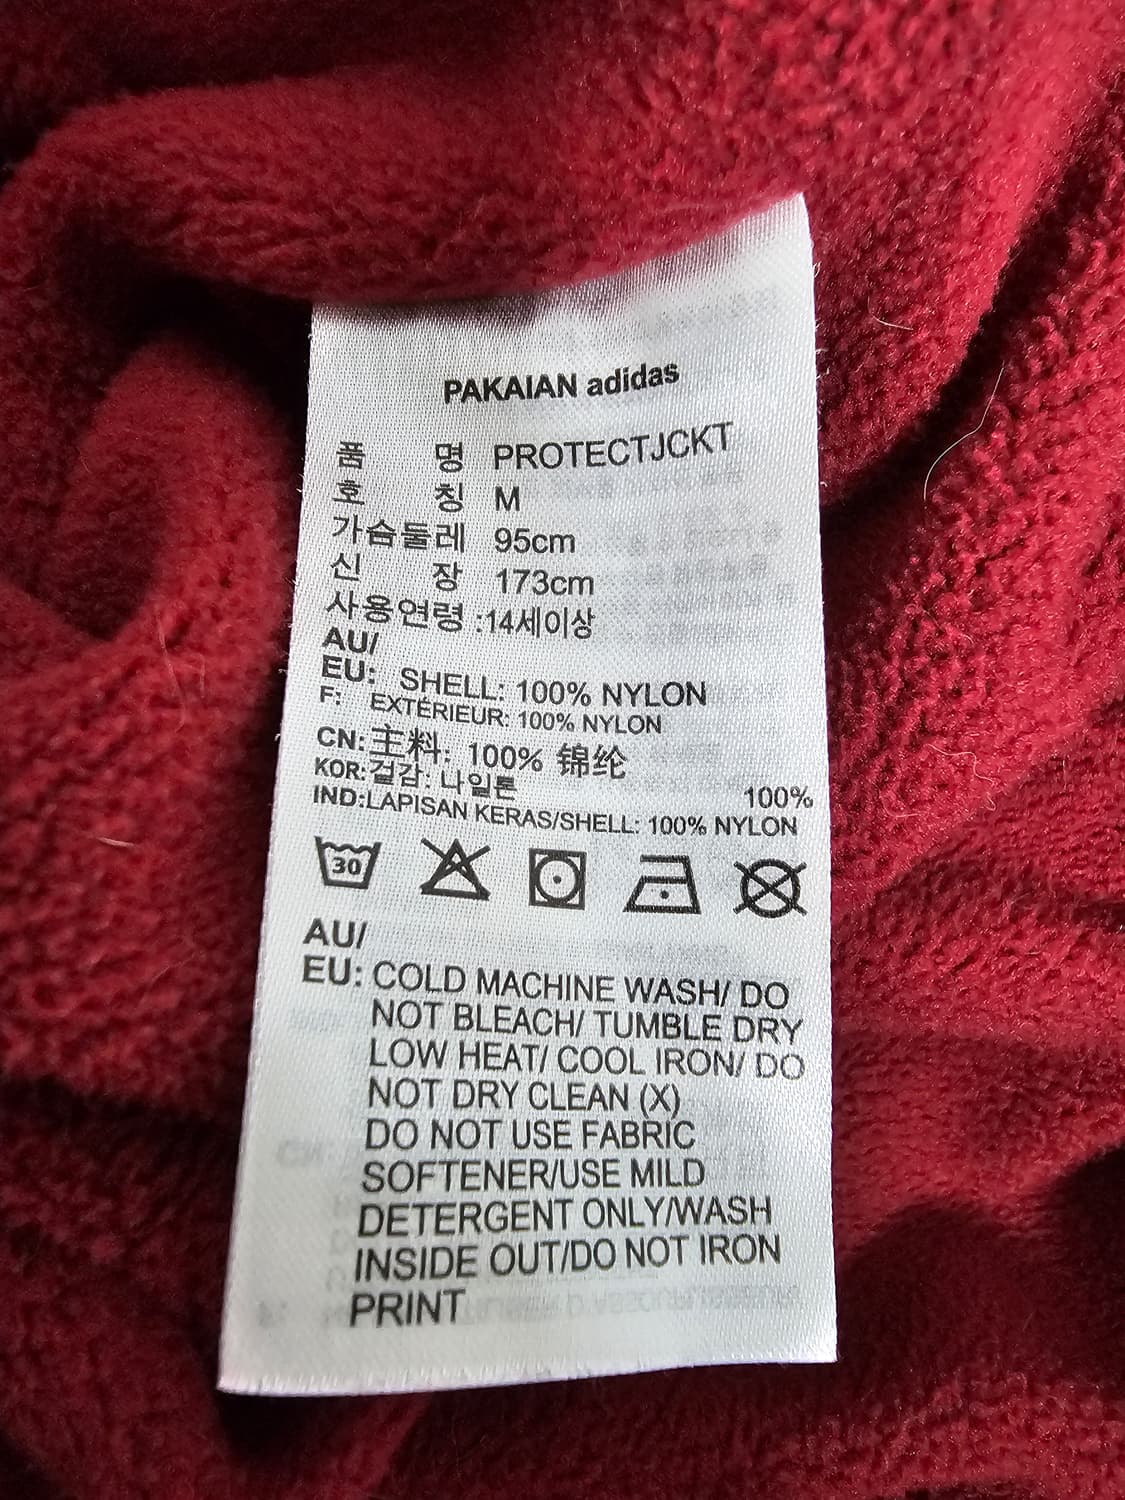 PAKAIAN adidas
품 명 PROTECTJCKT
호 칭 M
가슴둘레 95cm
신 장 173cm
사용연령 :14세이상
AU/
EU: SHELL: 100% NYLON
F: EXTÉRIEUR: 100% NYLON
CN:主料: 100% 锦纶
KOR:겉감: 나일론 100%
IND:LAPISAN KERAS/SHELL: 100% NYLON
30
AU/
EU: COLD MACHINE WASH/ DO
NOT BLEACH/ TUMBLE DRY
LOW HEAT/ COOL IRON/ DO
NOT DRY CLEAN (X)
DO NOT USE FABRIC
SOFTENER/USE MILD
DETERGENT ONLY/WASH
INSIDE OUT/DO NOT IRON
PRINT